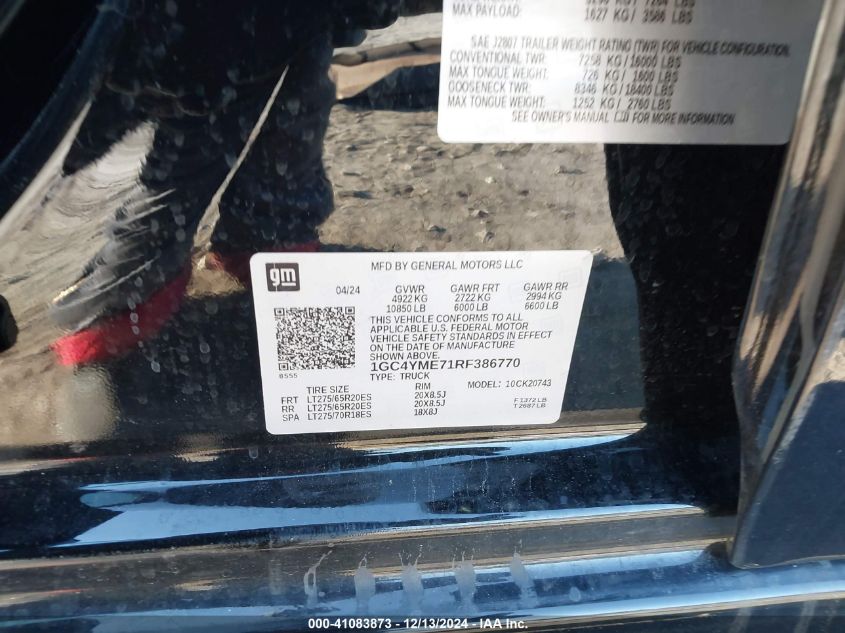 MAX PAYLOAD: 1627 KG / 3586 LBS
SAE J2807 TRAILER WEIGHT RATING (TWR) FOR VEHICLE CONFIGURATION.
CONVENTIONAL TWR: 7258 KG / 16000 LBS
MAX TONGUE WEIGHT: 726 KG / 1600 LBS
GOOSENECK TWR: 8346 KG / 18400 LBS
MAX TONGUE WEIGHT: 1252 KG / 2760 LBS
SEE OWNER'S MANUAL FOR MORE INFORMATION
gm MFD BY GENERAL MOTORS LLC
04/24 GVWR GAWR FRT GAWR RR
4922 KG 2722 KG 2994 KG
10850 LB 6000 LB 6600 LB
THIS VEHICLE CONFORMS TO ALL
APPLICABLE U.S. FEDERAL MOTOR
VEHICLE SAFETY STANDARDS IN EFFECT
ON THE DATE OF MANUFACTURE
SHOWN ABOVE.
8555 1GC4YME71RF386770
TYPE: TRUCK MODEL: 10CK20743
TIRE SIZE RIM
FRT LT275/65R20ES 20X8.5J F1372LB
RR LT275/65R20ES 20X8.5J T2687LB
SPA LT275/70R18ES 18X8J
000-41083873 - 12/13/2024 - © IAA Inc.